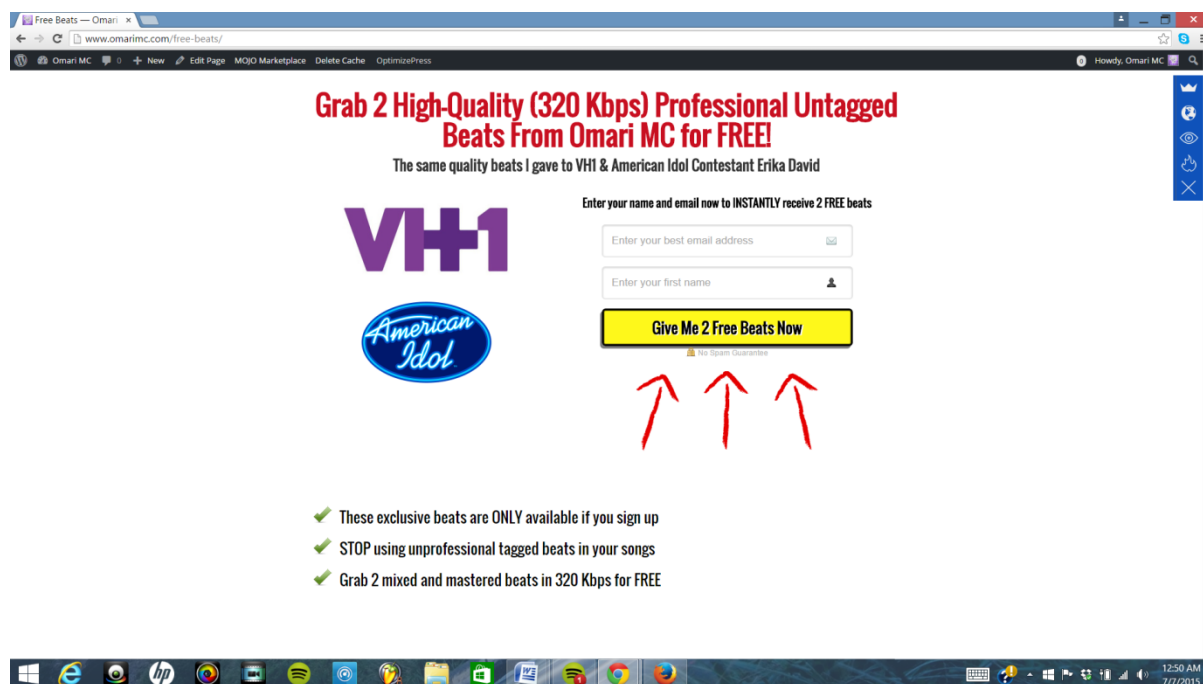 Free Beats — Omari
www.omarimc.com/free-beats/
Omari MC 0 New Edit Page MOJO Marketplace Delete Cache OptimizePress 0 Howdy, Omari MC
Grab 2 High-Quality (320 Kbps) Professional Untagged
Beats From Omari MC for FREE!
The same quality beats I gave to VH1 & American Idol Contestant Erika David
Enter your name and email now to INSTANTLY receive 2 FREE beats
VH1
Enter your best email address
Enter your first name
American
Idol
Give Me 2 Free Beats Now
No Spam Guarantee
These exclusive beats are ONLY available if you sign up
STOP using unprofessional tagged beats in your songs
Grab 2 mixed and mastered beats in 320 Kbps for FREE
hp
12:50 AM
7/7/2015